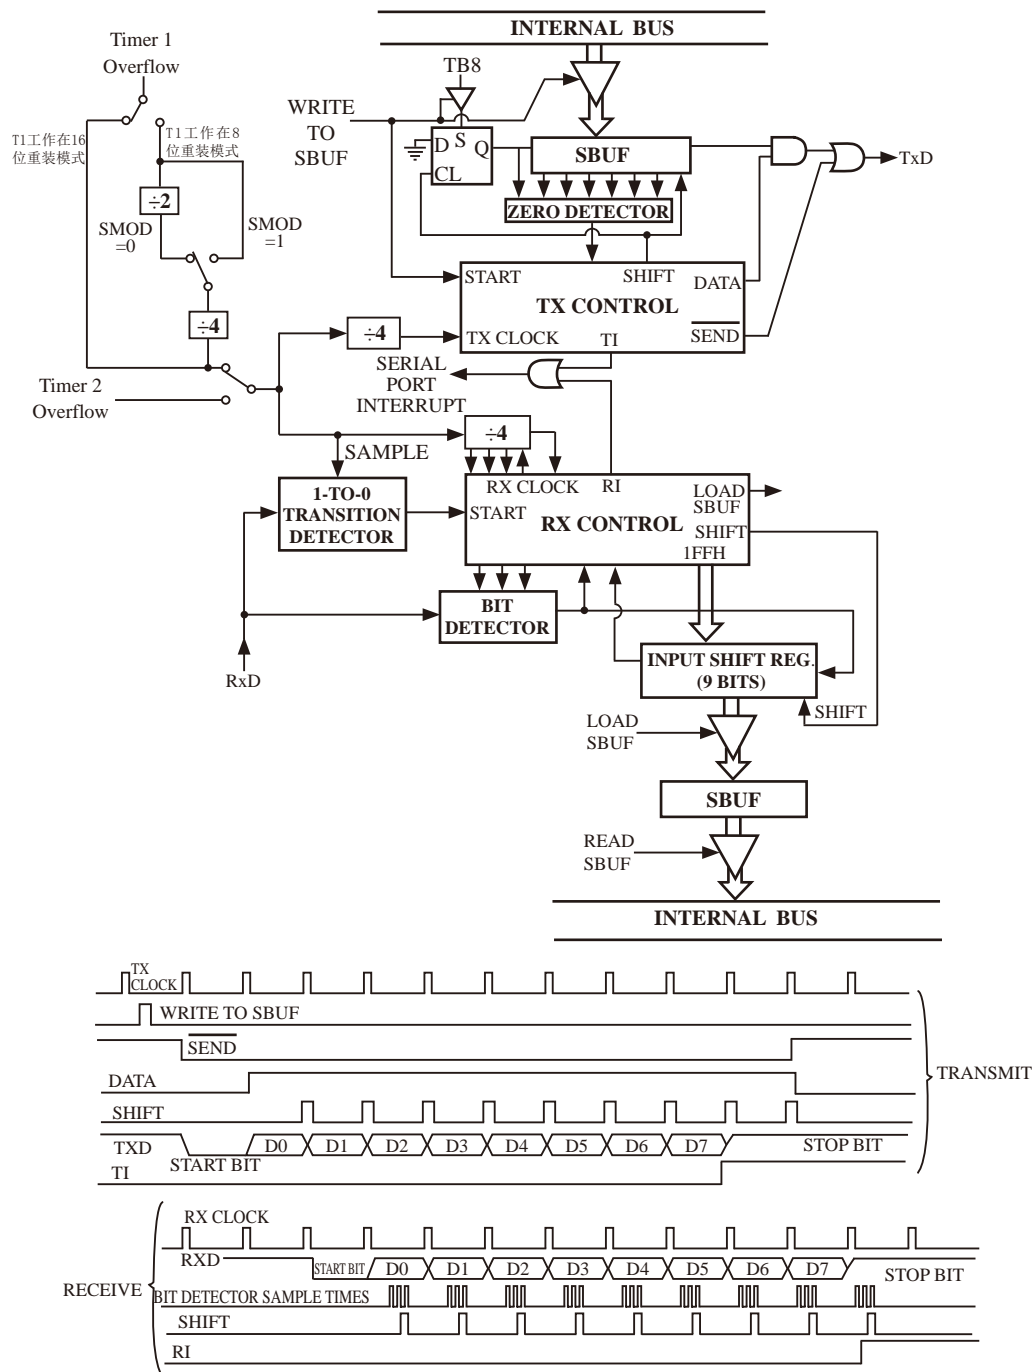 INTERNAL BUS
Timer 1
Overflow
TB8
WRITE
TO
SBUF
T1工作在16
位重装模式
T1工作在8
位重装模式
D S Q
CL
SBUF
TxD
÷2
ZERO DETECTOR
SMOD
=0
SMOD
=1
START
SHIFT
DATA
TX CONTROL
÷4
÷4
TX CLOCK
TI
SEND
SERIAL
PORT
INTERRUPT
Timer 2
Overflow
÷4
SAMPLE
1-TO-0
TRANSITION
DETECTOR
RX CLOCK
RI
LOAD
SBUF
START
RX CONTROL
SHIFT
1FFH
BIT
DETECTOR
RxD
INPUT SHIFT REG.
(9 BITS)
SHIFT
LOAD
SBUF
SBUF
READ
SBUF
INTERNAL BUS
TX
CLOCK
WRITE TO SBUF
SEND
DATA
TRANSMIT
SHIFT
TXD
START BIT
D0 D1 D2 D3 D4 D5 D6 D7
STOP BIT
TI
RX CLOCK
RXD
START BIT D0 D1 D2 D3 D4 D5 D6 D7
STOP BIT
RECEIVE
BIT DETECTOR SAMPLE TIMES
SHIFT
RI